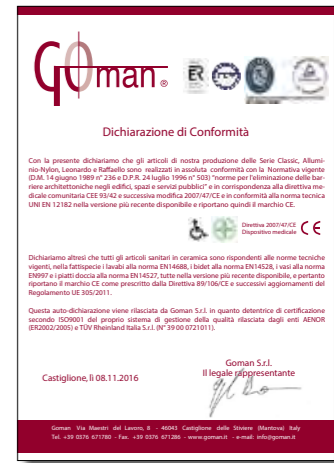 Goman®
ER
Dichiarazione di Conformità
Con la presente dichiariamo che gli articoli di nostra produzione delle Serie Classic, Allumi-
nio-Nylon, Leonardo e Raffaello sono realizzati in assoluta conformità con la Normativa vigente
(D.M. 14 giugno 1989 n° 236 e D.P.R. 24 luglio 1996 n° 503) "norme per l'eliminazione delle bar-
riere architettoniche negli edifici, spazi e servizi pubblici" e in corrispondenza alla direttiva me-
dicale comunitaria CEE 93/42 e successiva modifica 2007/47/CE e in conformità alla norma tecnica
UNI EN 12182 nella versione più recente disponibile e riportano quindi il marchio CE.
Direttiva 2007/47/CE
Dispositivo medicale CE
Dichiariamo altresì che tutti gli articoli sanitari in ceramica sono rispondenti alle norme tecniche
vigenti, nella fattispecie i lavabi alla norma EN14688, i bidet alla norma EN14528, i vasi alla norma
EN997 e i piatti doccia alla norma EN14527, tutte nella versione più recente disponibile, e pertanto
riportano il marchio CE come prescritto dalla Direttiva 89/106/CE e successivi aggiornamenti del
Regolamento UE 305/2011.
Questa auto-dichiarazione viene rilasciata da Goman S.r.l. in quanto detentrice di certificazione
secondo ISO9001 del proprio sistema di gestione della qualità rilasciata dagli enti AENOR
(ER2002/2005) e TÜV Rheinland Italia S.r.l. (N° 39 00 0721011).
Goman S.r.l.
Castiglione, lì 08.11.2016 Il legale rappresentante
Goman Via Maestri del Lavoro, 8 - 46043 Castiglione delle Stiviere (Mantova) Italy
Tel. +39 0376 671780 - Fax. +39 0376 671286 - www.goman.it - e-mail: info@goman.it